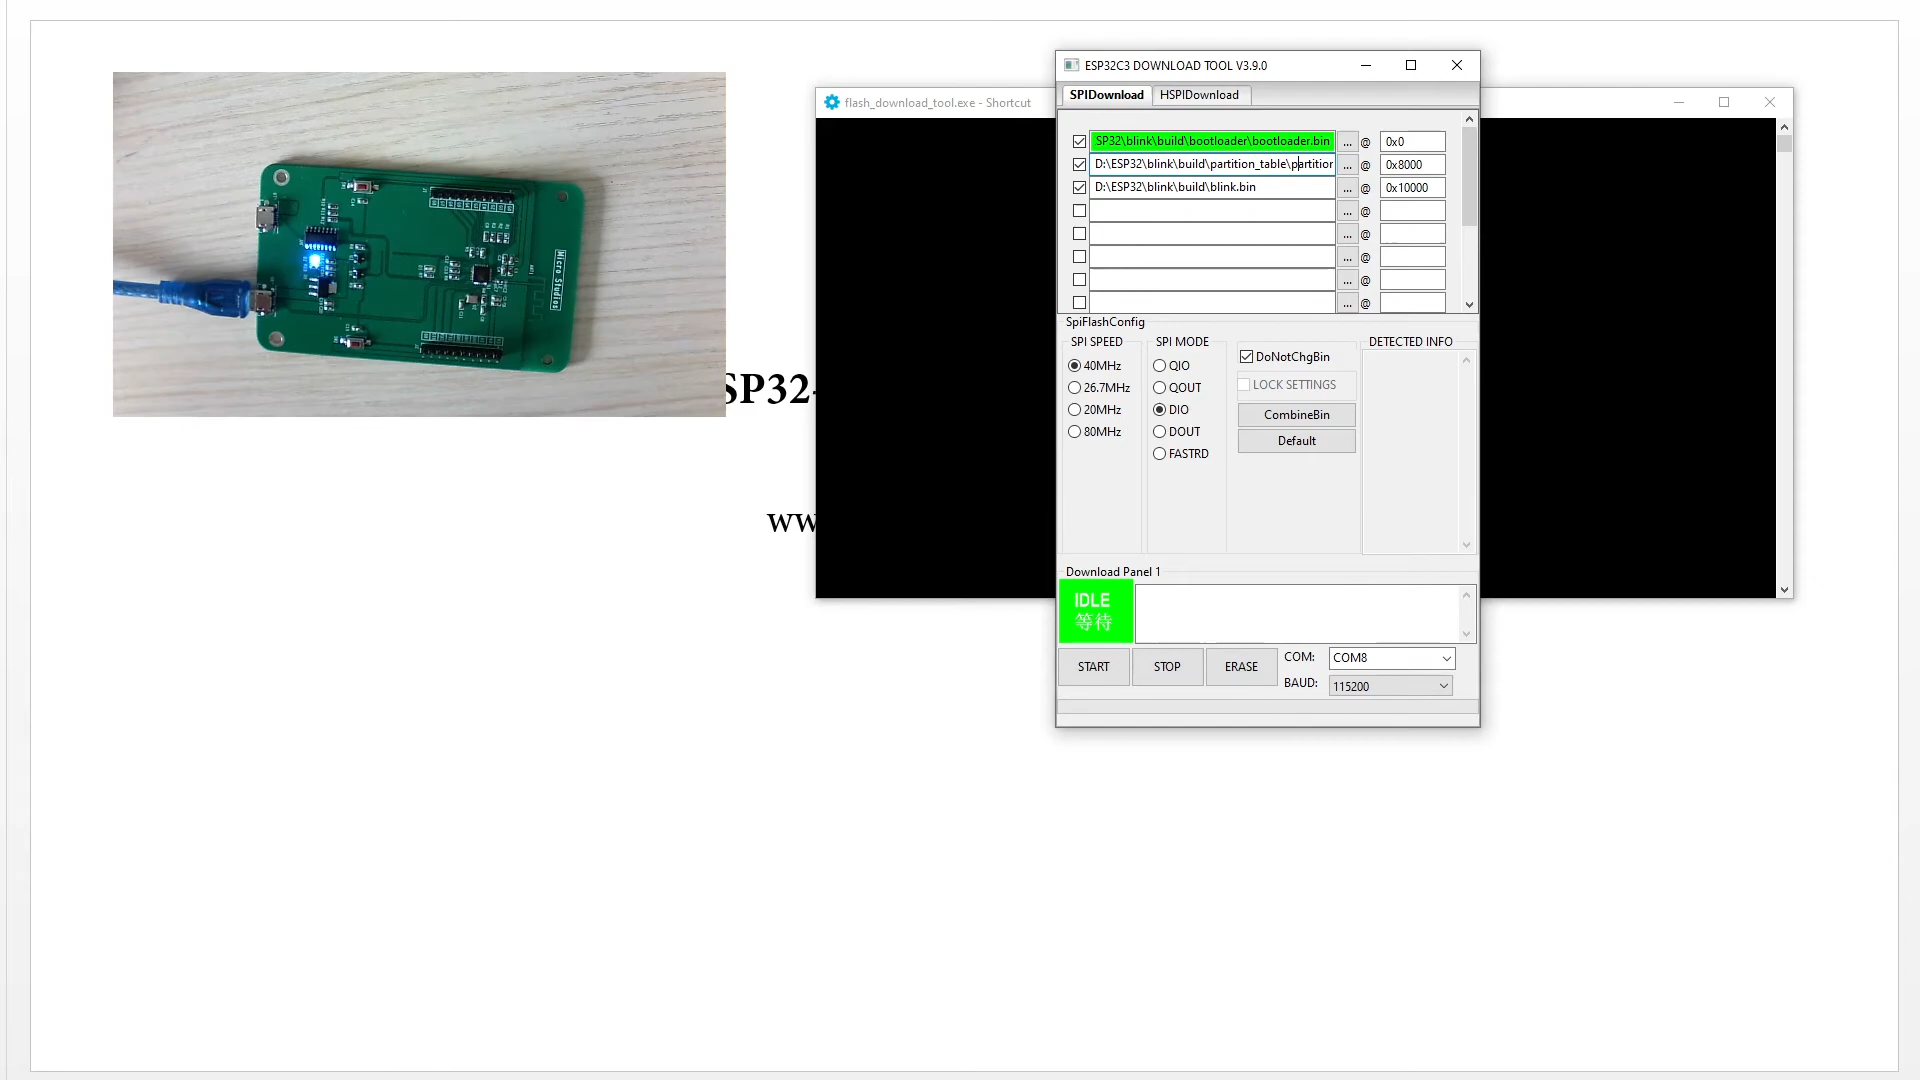 Micro Studios
SP32-
ww
flash_download_tool.exe - Shortcut
ESP32C3 DOWNLOAD TOOL V3.9.0
SPIDownload
HSPIDownload
SP32\blink\build\bootloader\bootloader.bin ... @ 0x0
D:\ESP32\blink\build\partition_table\partitior ... @ 0x8000
D:\ESP32\blink\build\blink.bin ... @ 0x10000
... @
... @
... @
... @
... @
SpiFlashConfig
SPI SPEED
40MHz
26.7MHz
20MHz
80MHz
SPI MODE
QIO
QOUT
DIO
DOUT
FASTRD
DoNotChgBin
LOCK SETTINGS
CombineBin
Default
DETECTED INFO
Download Panel 1
IDLE
等待
START
STOP
ERASE
COM: COM8
BAUD: 115200